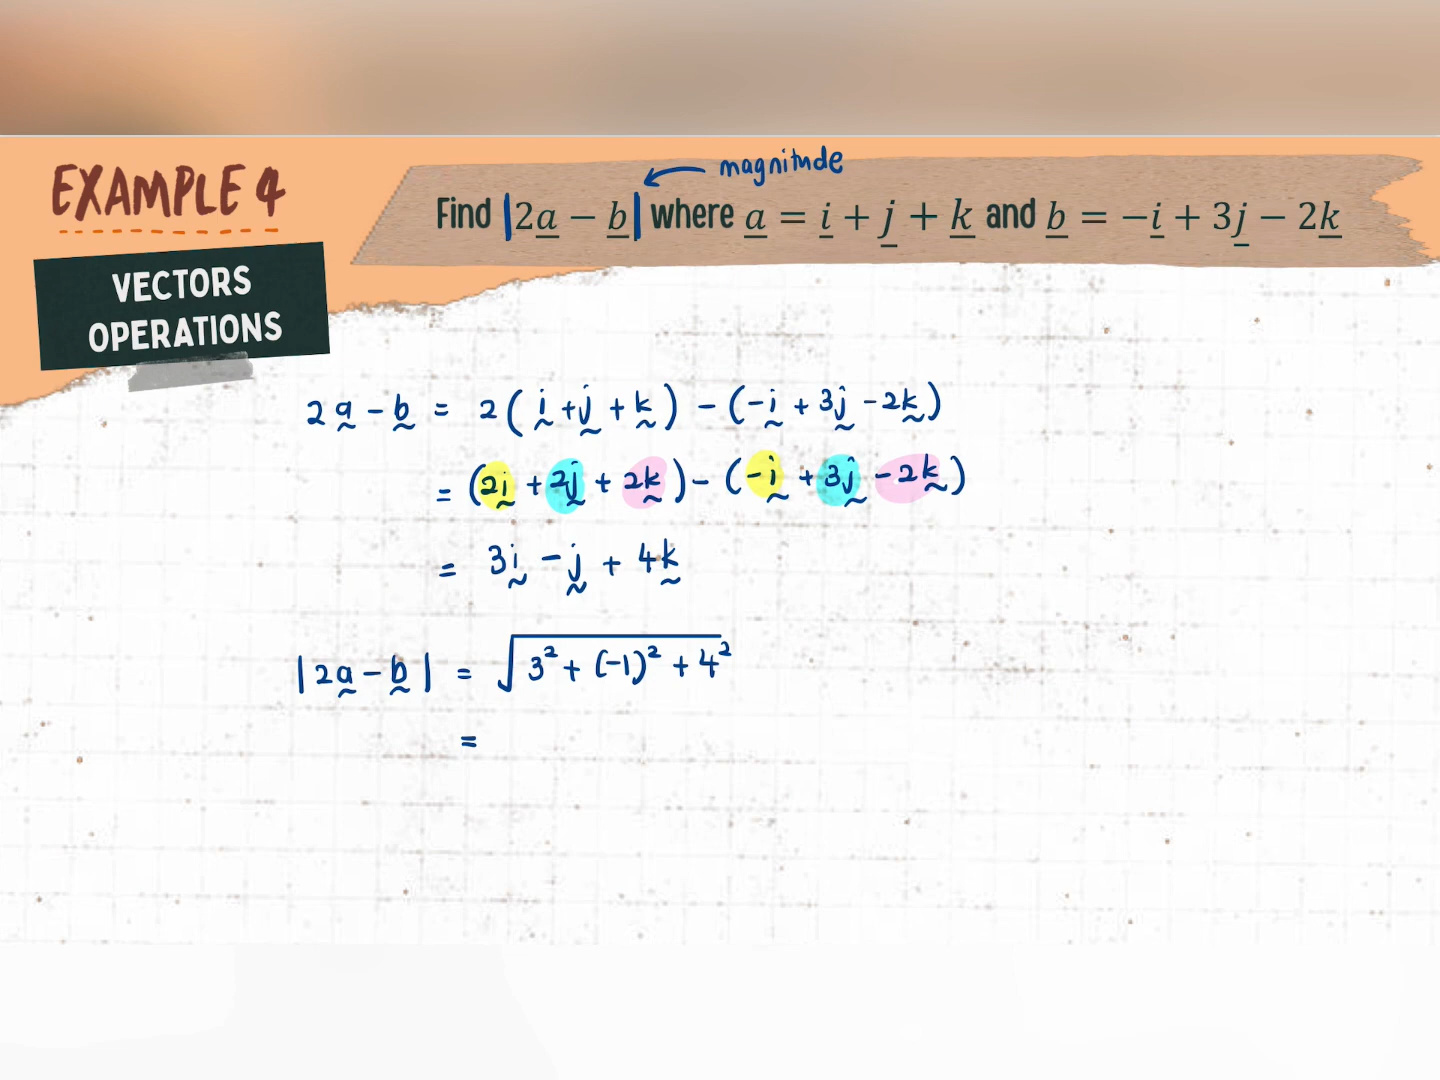 EXAMPLE 4
magnitude
Find |2a − b| where a = i + j + k and b = −i + 3j − 2k
VECTORS
OPERATIONS
2a - b = 2(i + j + k) - (-i + 3j - 2k)
= (2i + 2j + 2k) - (-i + 3j - 2k)
= 3i - j + 4k
|2a - b| = √3² + (-1)² + 4²
=